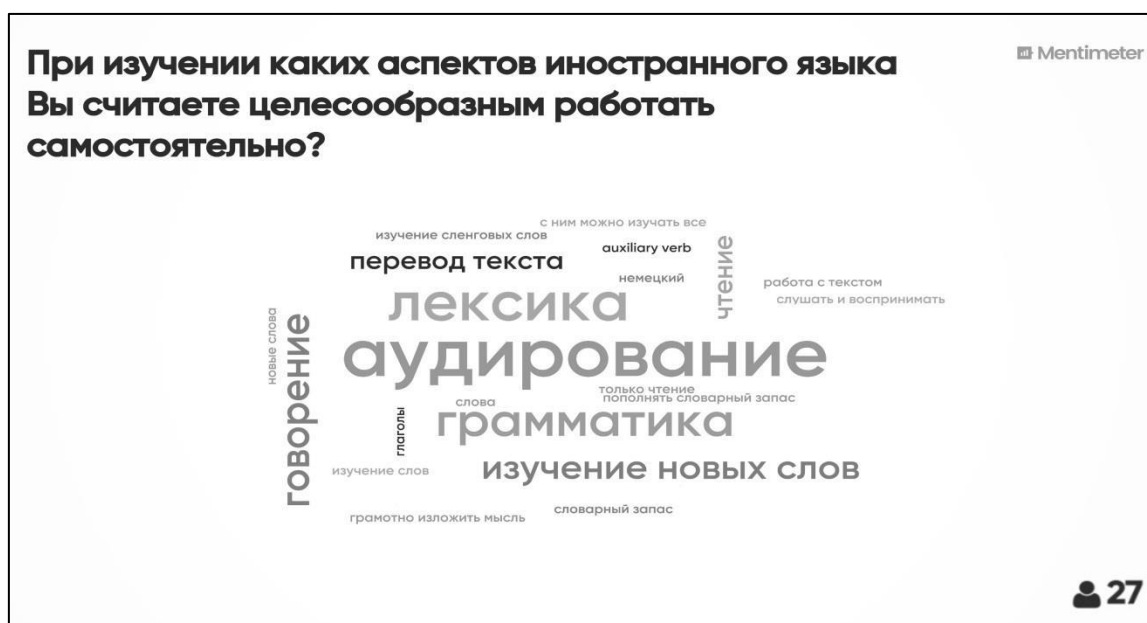 При изучении каких аспектов иностранного языка
Вы считаете целесообразным работать
самостоятельно?
Mentimeter
с ним можно изучать все
изучение сленговых слов
auxiliary verb
перевод текста
чтение
немецкий
работа с текстом
слушать и воспринимать
лексика
новые слова
говорение
аудирование
только чтение
пополнять словарный запас
слова
грамматика
глаголы
изучение слов
изучение новых слов
словарный запас
грамотно изложить мысль
27